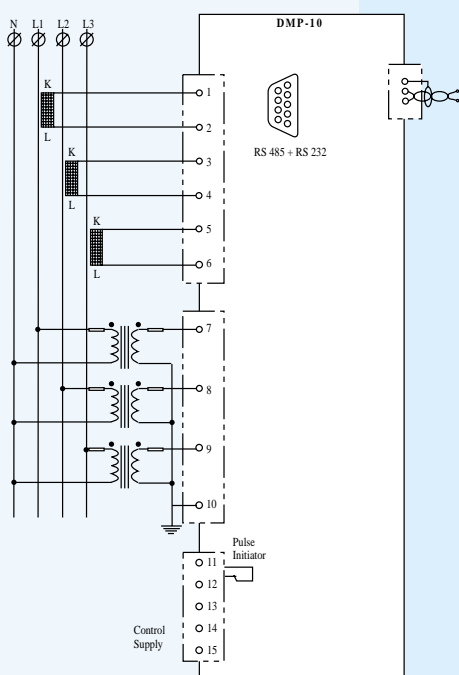 DMP-10
N L1 L2 L3
K
1
L
2
K
3
RS 485 + RS 232
L
4
K
5
L
6
7
8
9
10
Pulse
Initiator
11
12
13
Control
Supply
14
15